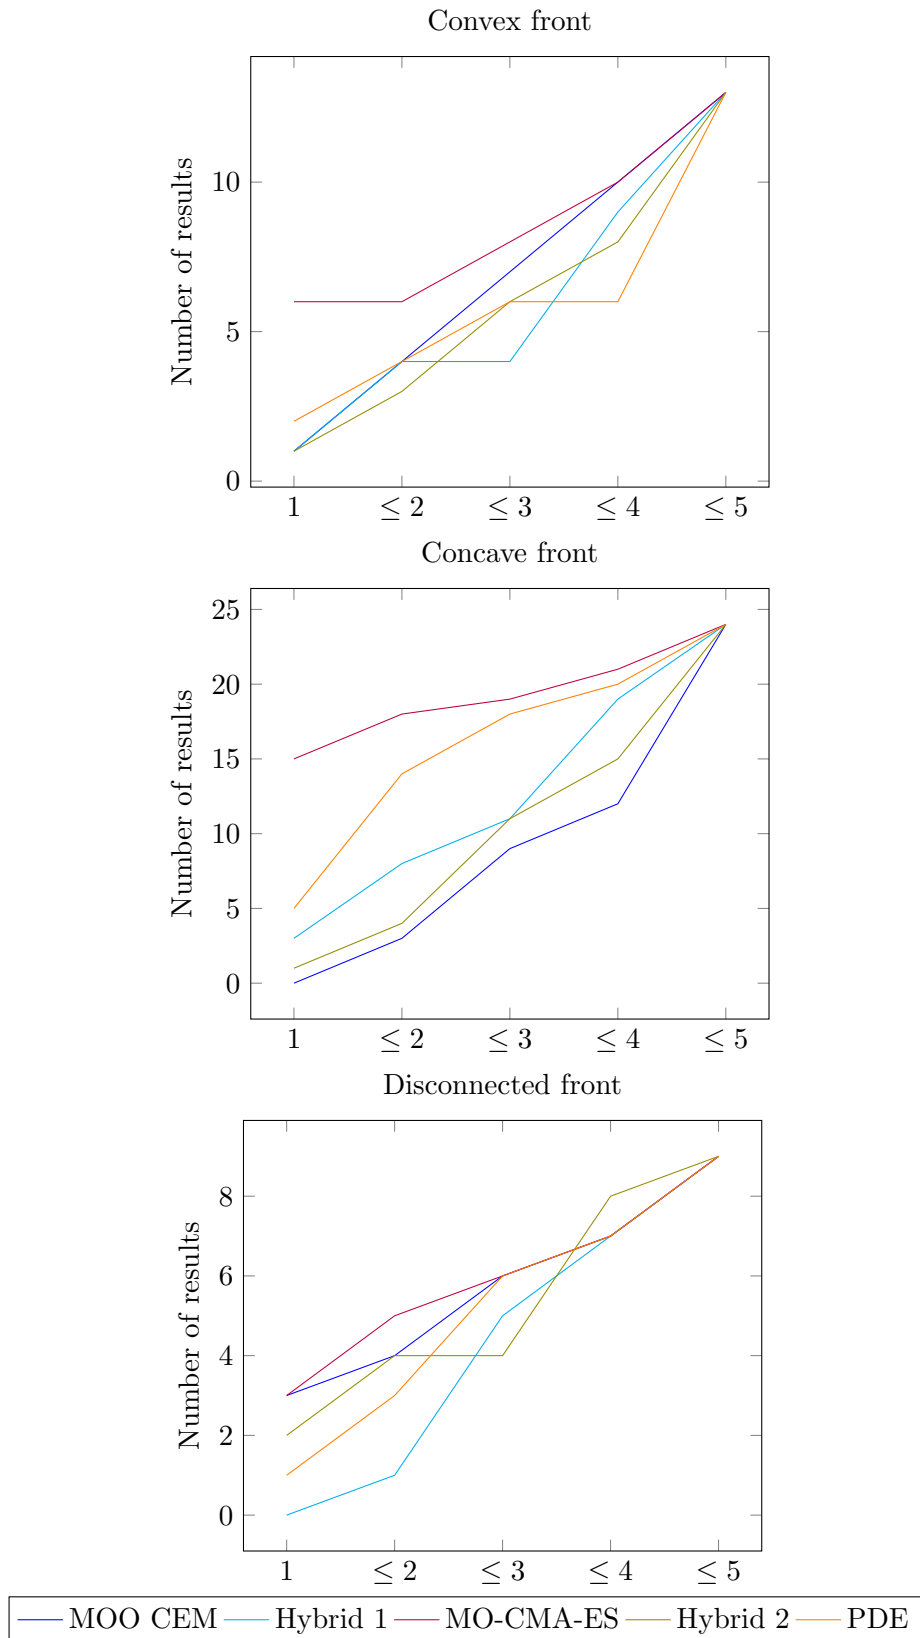 Convex front
Number of results
10
5
0
1 ≤ 2 ≤ 3 ≤ 4 ≤ 5
Concave front
Number of results
25
20
15
10
5
0
1 ≤ 2 ≤ 3 ≤ 4 ≤ 5
Disconnected front
Number of results
8
6
4
2
0
1 ≤ 2 ≤ 3 ≤ 4 ≤ 5
MOO CEM Hybrid 1 MO-CMA-ES Hybrid 2 PDE